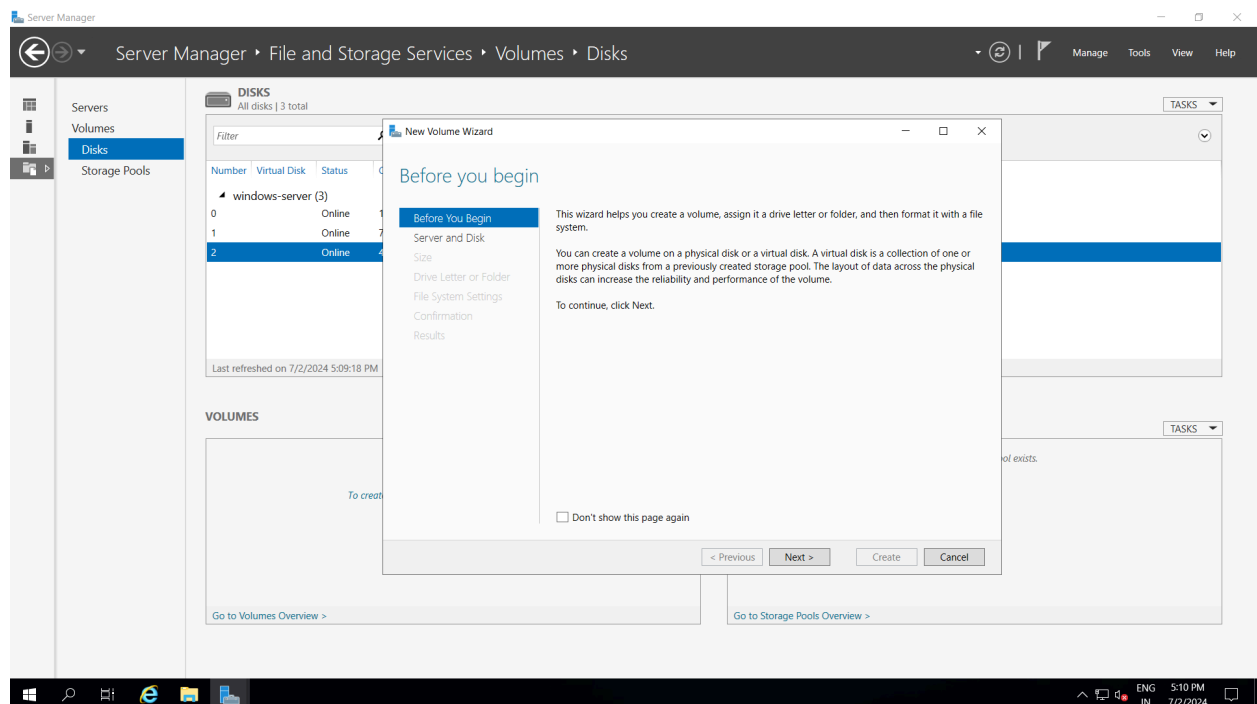 Server Manager
Server Manager ‣ File and Storage Services ‣ Volumes ‣ Disks
Manage Tools View Help
Servers
Volumes
Disks
Storage Pools
DISKS
All disks | 3 total
TASKS
Filter
Number Virtual Disk Status
windows-server (3)
0 Online 1
1 Online 7
2 Online 4
Last refreshed on 7/2/2024 5:09:18 PM
New Volume Wizard
Before you begin
Before You Begin
Server and Disk
Size
Drive Letter or Folder
File System Settings
Confirmation
Results
This wizard helps you create a volume, assign it a drive letter or folder, and then format it with a file
system.
You can create a volume on a physical disk or a virtual disk. A virtual disk is a collection of one or
more physical disks from a previously created storage pool. The layout of data across the physical
disks can increase the reliability and performance of the volume.
To continue, click Next.
Don't show this page again
< Previous Next > Create Cancel
VOLUMES
TASKS
To creat
ol exists.
Go to Volumes Overview >
Go to Storage Pools Overview >
ENG 5:10 PM
IN 7/2/2024